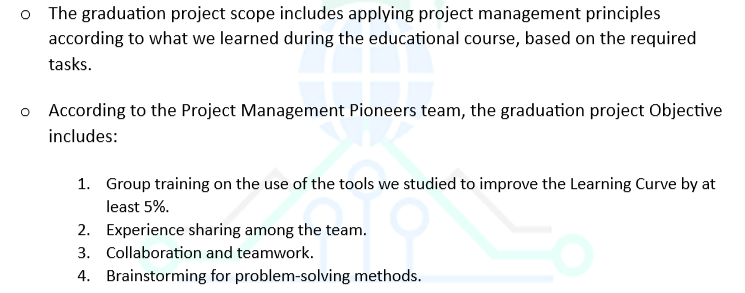 o The graduation project scope includes applying project management principles
according to what we learned during the educational course, based on the required
tasks.
o According to the Project Management Pioneers team, the graduation project Objective
includes:
1. Group training on the use of the tools we studied to improve the Learning Curve by at
least 5%.
2. Experience sharing among the team.
3. Collaboration and teamwork.
4. Brainstorming for problem-solving methods.